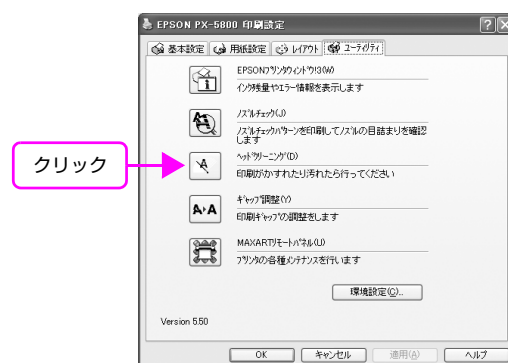 EPSON PX-5800 印刷設定
基本設定 用紙設定 レイアウト ユーティリティ
EPSONプリンタウィンドウ!3(W)
インク残量やエラー情報を表示します
ノズルチェック(J)
ノズルチェックパターンを印刷してノズルの目詰まりを確認
します
クリック
ヘッドクリーニング(D)
印刷がかすれたり汚れたら行ってください
ギャップ調整(Y)
印刷ギャップの調整をします
MAXARTリモートパネル(U)
プリンタの各種メンテナンスを行います
環境設定(C)...
Version 5.50
OK キャンセル 適用(A) ヘルプ